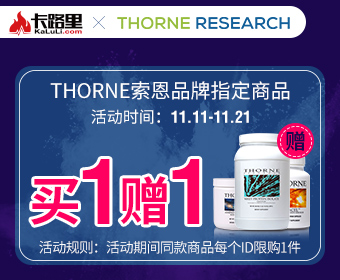 卡路里
KaLuLi.com
×
THORNE RESEARCH
THORNE索恩品牌指定商品
活动时间：11.11-11.21
买1赠1
赠
THORNE
THORNE
活动规则：活动期间同款商品每个ID限购1件